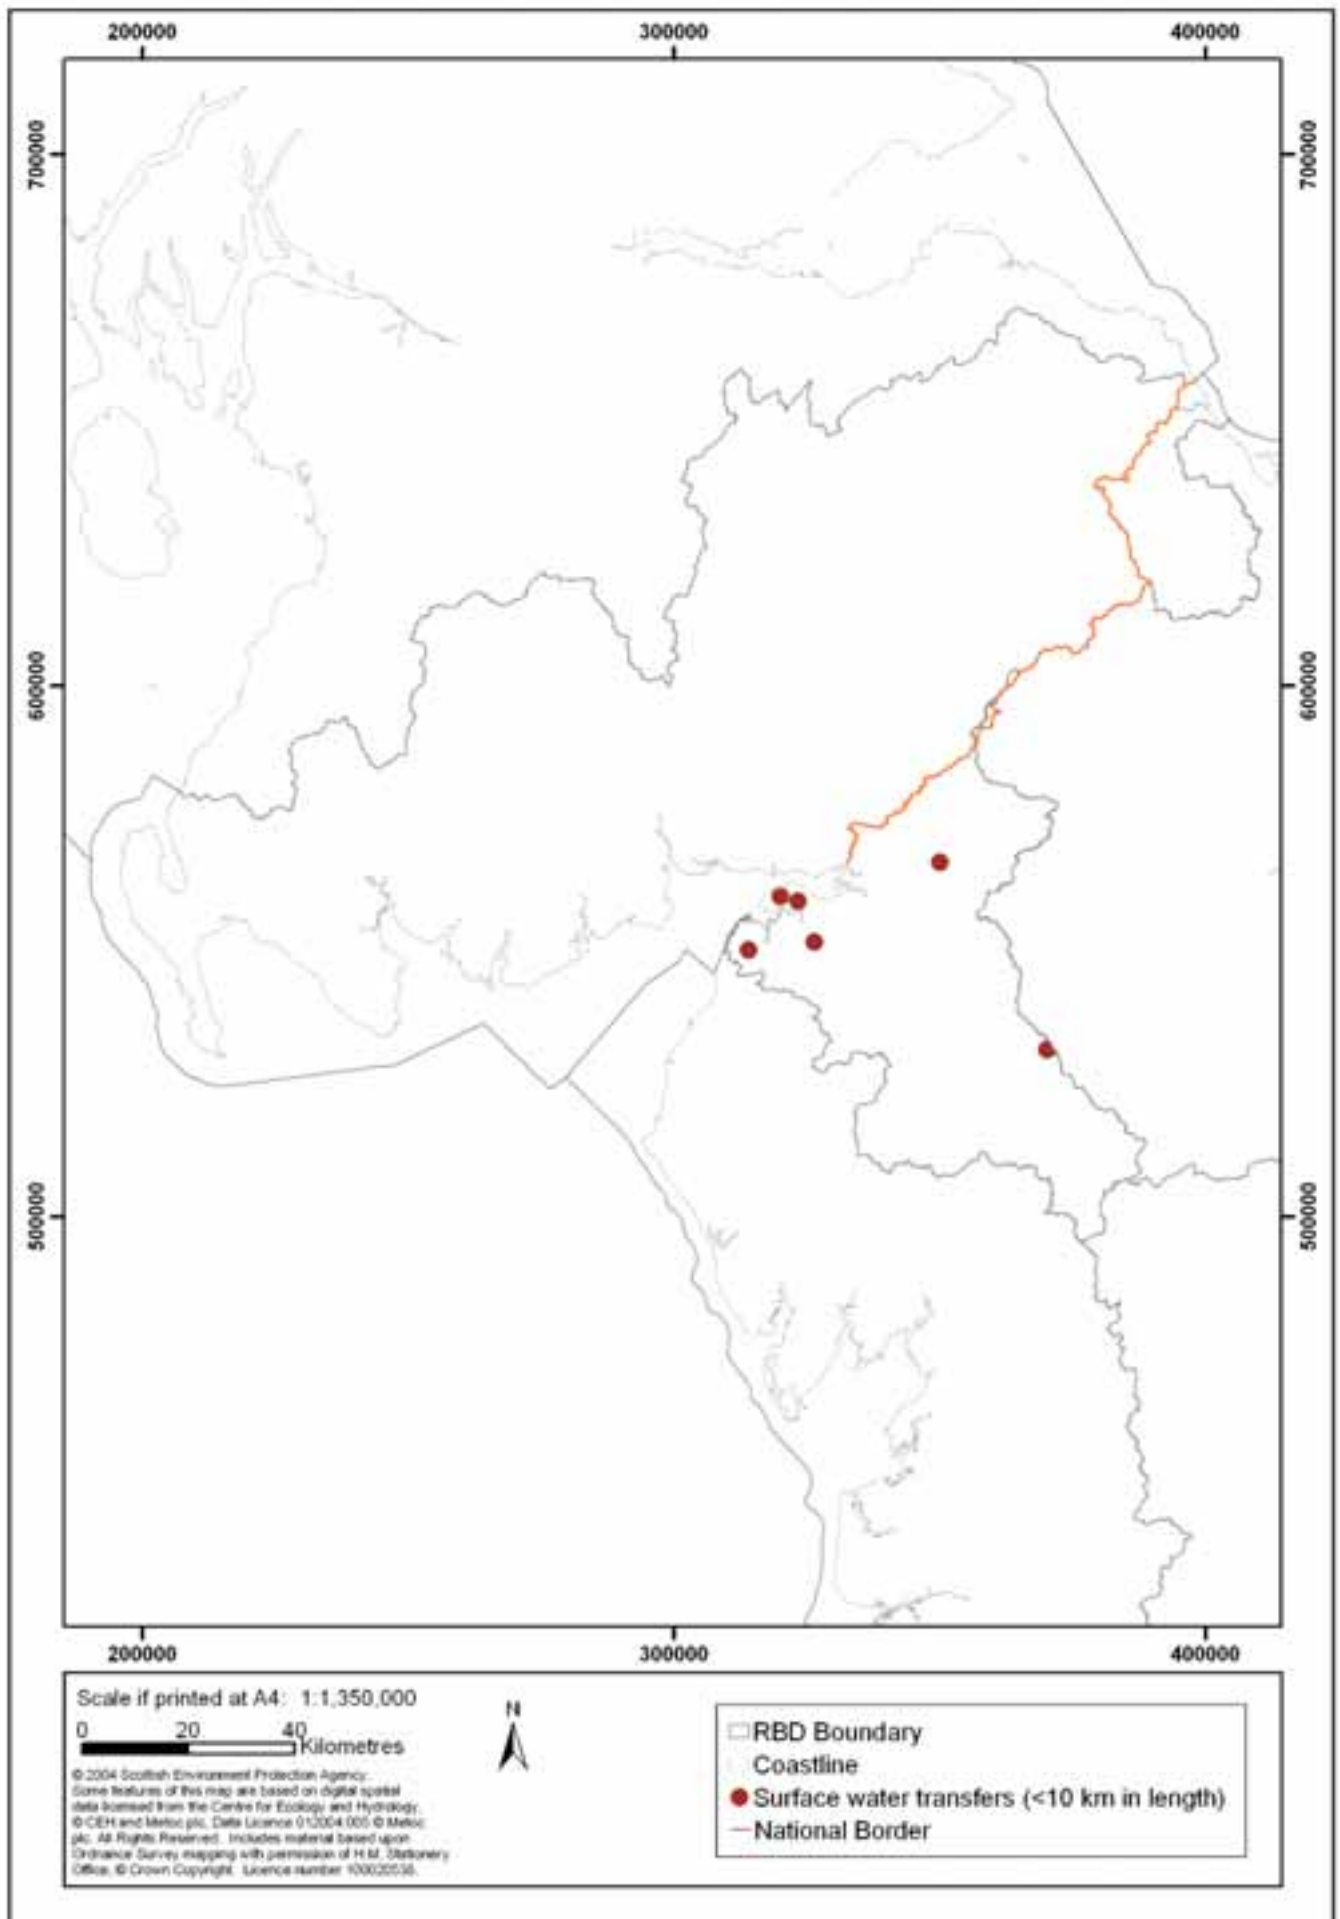 200000 300000 400000
700000 700000
600000 600000
500000 500000
200000 300000 400000
Scale if printed at A4: 1:1,350,000
0 20 40
Kilometres
N
© 2004 Scottish Environment Protection Agency.
Some features of this map are based on digital spatial
data licensed from the Centre for Ecology and Hydrology,
© CEH and Metoc plc, Data Licence 012004.005 © Metoc
plc. All Rights Reserved. Includes material based upon
Ordnance Survey mapping with permission of H.M. Stationery
Office, © Crown Copyright. Licence number
RBD Boundary
Coastline
Surface water transfers (<10 km in length)
National Border